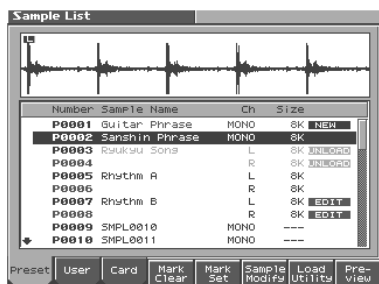 Sample List
L
Number Sample Name Ch Size
P0001 Guitar Phrase MONO 8K NEW
P0002 Sanshin Phrase MONO 8K
P0003 Ryukyu Song L 8K UNLOAD
P0004 R 8K UNLOAD
P0005 Rhythm A L 8K
P0006 R 8K
P0007 Rhythm B L 8K EDIT
P0008 R 8K EDIT
P0009 SMPL0010 MONO ---
P0010 SMPL0011 MONO ---
Preset User Card Mark Clear Mark Set Sample Modify Load Utility Pre-view